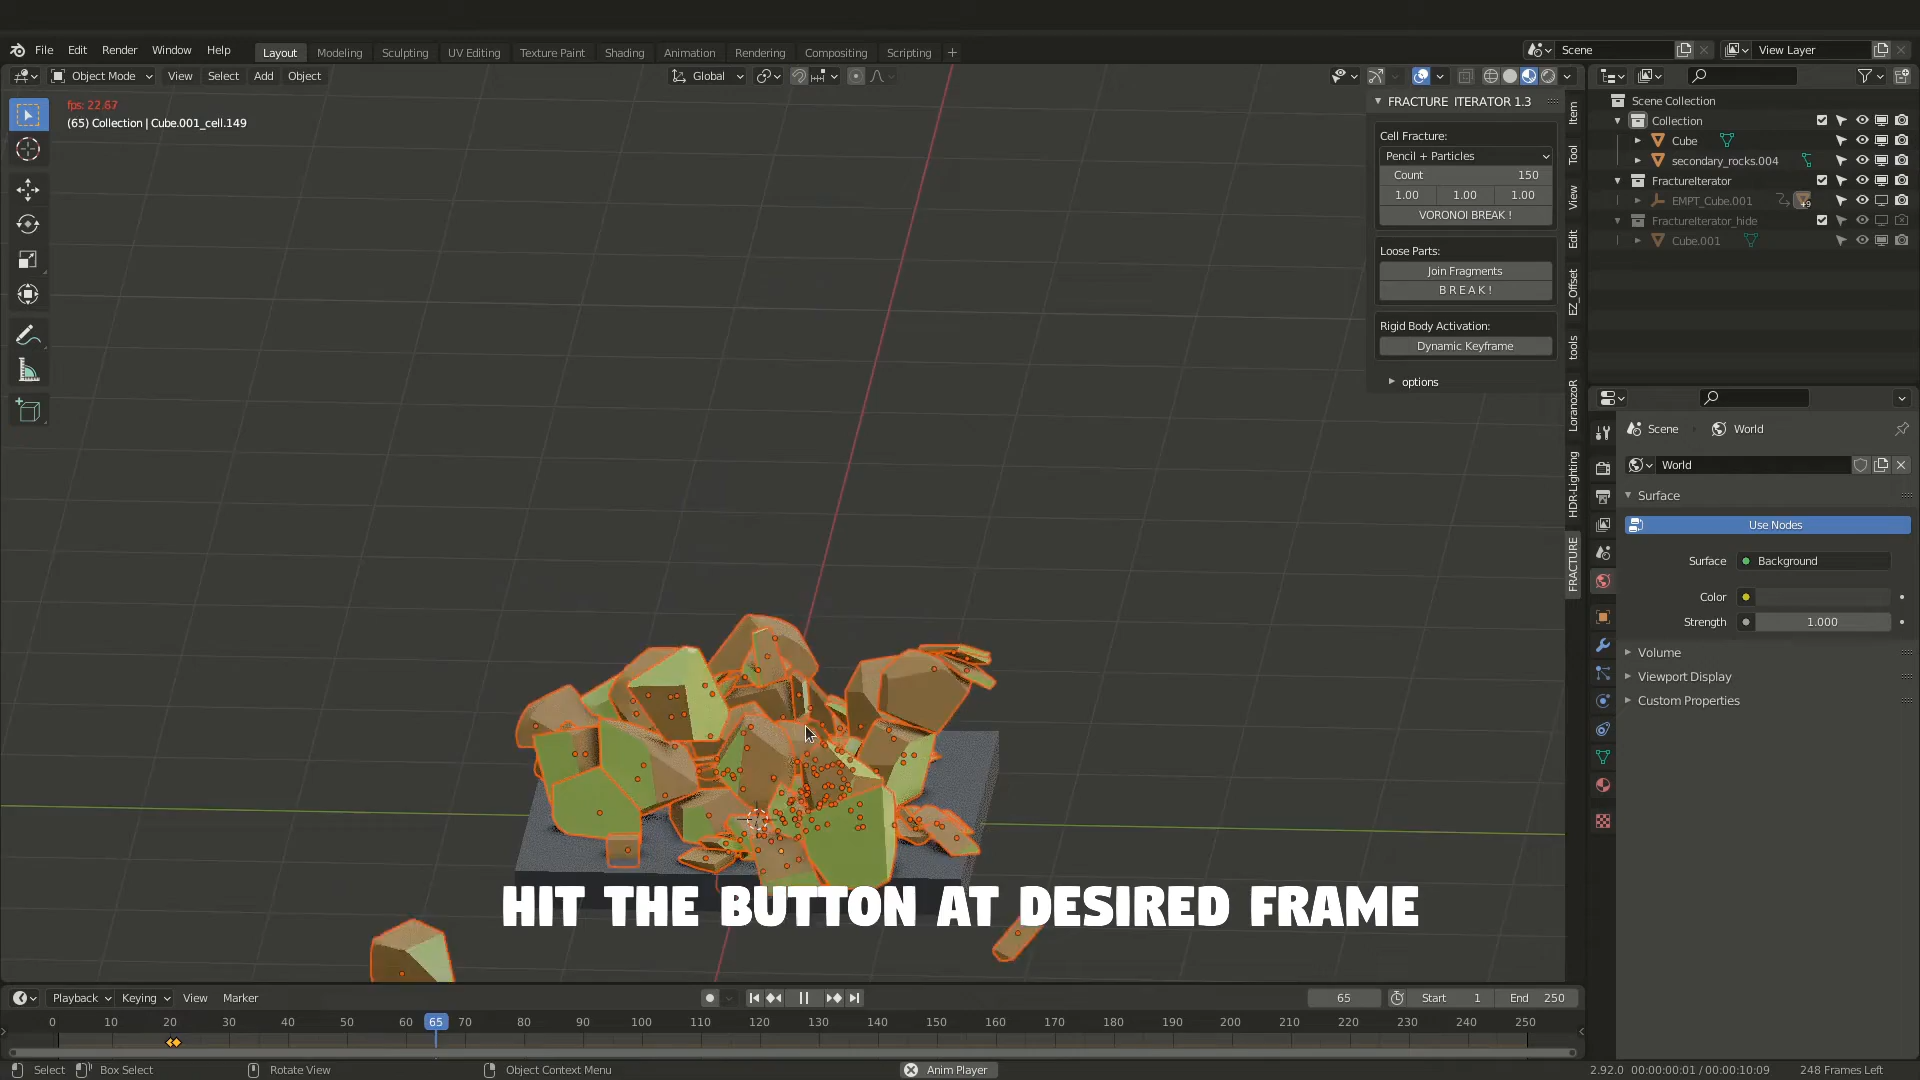 File Edit Render Window Help Layout Modeling Sculpting UV Editing Texture Paint Shading Animation Rendering Compositing Scripting + Scene View Layer
Object Mode View Select Add Object Global
fps: 22.67
(65) Collection | Cube.001_cell.149
FRACTURE ITERATOR 1.3
Cell Fracture:
Pencil + Particles
Count 150
1.00 1.00 1.00
VORONOI BREAK !
Loose Parts:
Join Fragments
B R E A K !
Rigid Body Activation:
Dynamic Keyframe
options
Item
Tool
View
Edit
EZ_Offset
tools
LoranozoR
HDR-Lighting
FRACTURE
Scene Collection
Collection
Cube
secondary_rocks.004
FractureIterator
EMPT_Cube.001
+9
FractureIterator_hide
Cube.001
Scene World
World
Surface
Use Nodes
Surface Background
Color
Strength 1.000
Volume
Viewport Display
Custom Properties
HIT THE BUTTON AT DESIRED FRAME
Playback Keying View Marker 65 Start 1 End 250
0 10 20 30 40 50 60 65 70 80 90 100 110 120 130 140 150 160 170 180 190 200 210 220 230 240 250
Select Box Select Rotate View Object Context Menu Anim Player 2.92.0 00:00:00:01 / 00:00:10:09 248 Frames Left